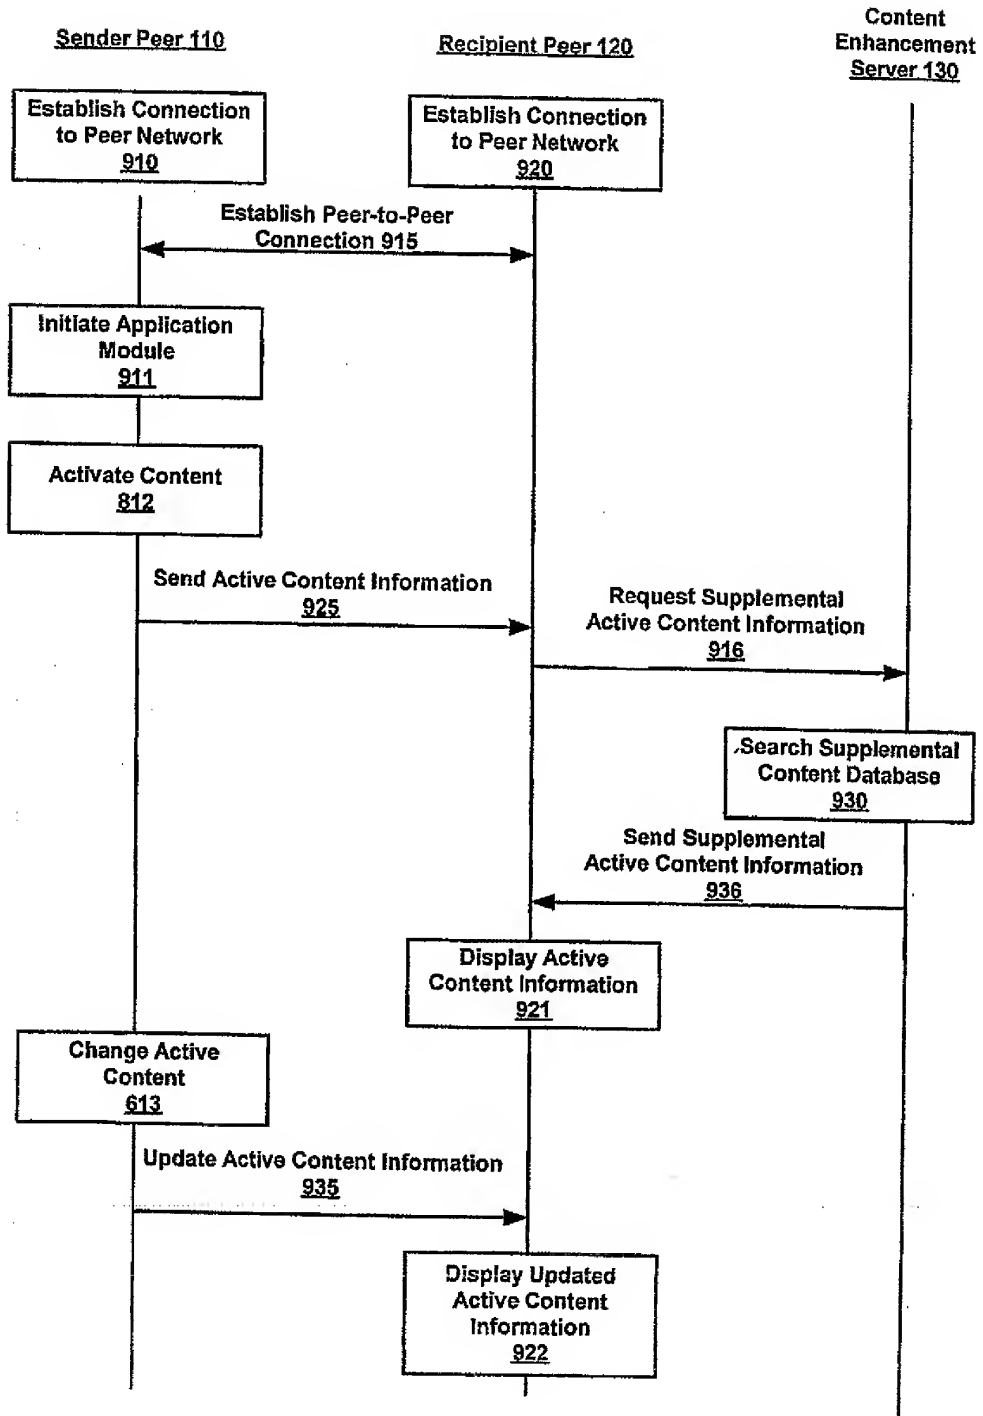 Sender Peer 110
Recipient Peer 120
Content
Enhancement
Server 130
Establish Connection
to Peer Network
910
Establish Connection
to Peer Network
920
Establish Peer-to-Peer
Connection 915
Initiate Application
Module
911
Activate Content
812
Send Active Content Information
925
Request Supplemental
Active Content Information
916
Search Supplemental
Content Database
930
Send Supplemental
Active Content Information
936
Display Active
Content Information
921
Change Active
Content
613
Update Active Content Information
935
Display Updated
Active Content
Information
922